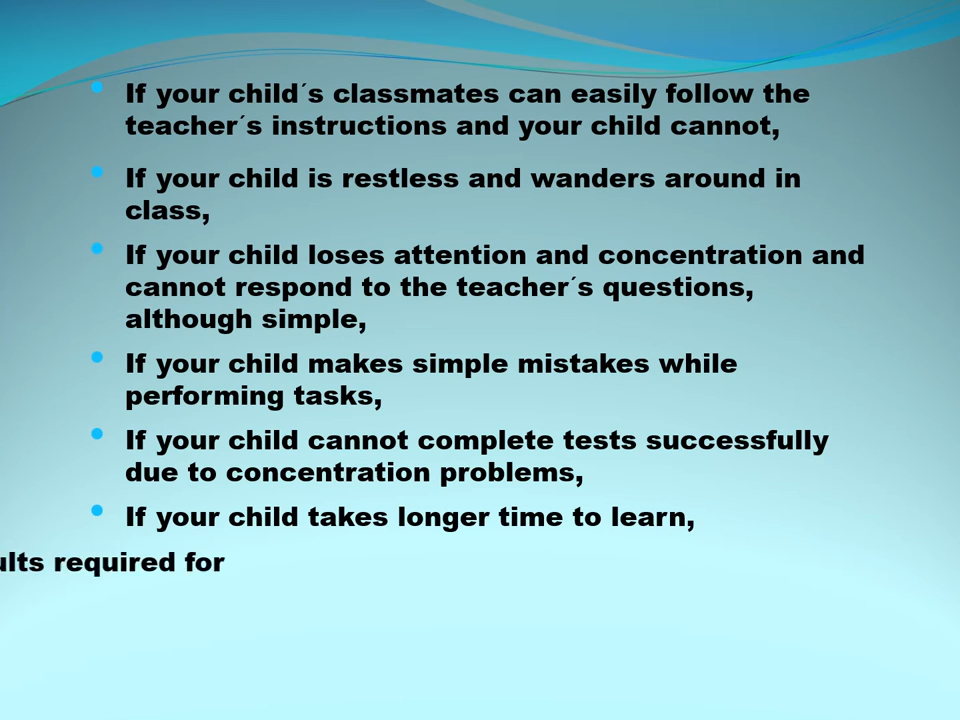 • If your child´s classmates can easily follow the
teacher´s instructions and your child cannot,
• If your child is restless and wanders around in
class,
• If your child loses attention and concentration and
cannot respond to the teacher´s questions,
although simple,
• If your child makes simple mistakes while
performing tasks,
• If your child cannot complete tests successfully
due to concentration problems,
• If your child takes longer time to learn,
required for